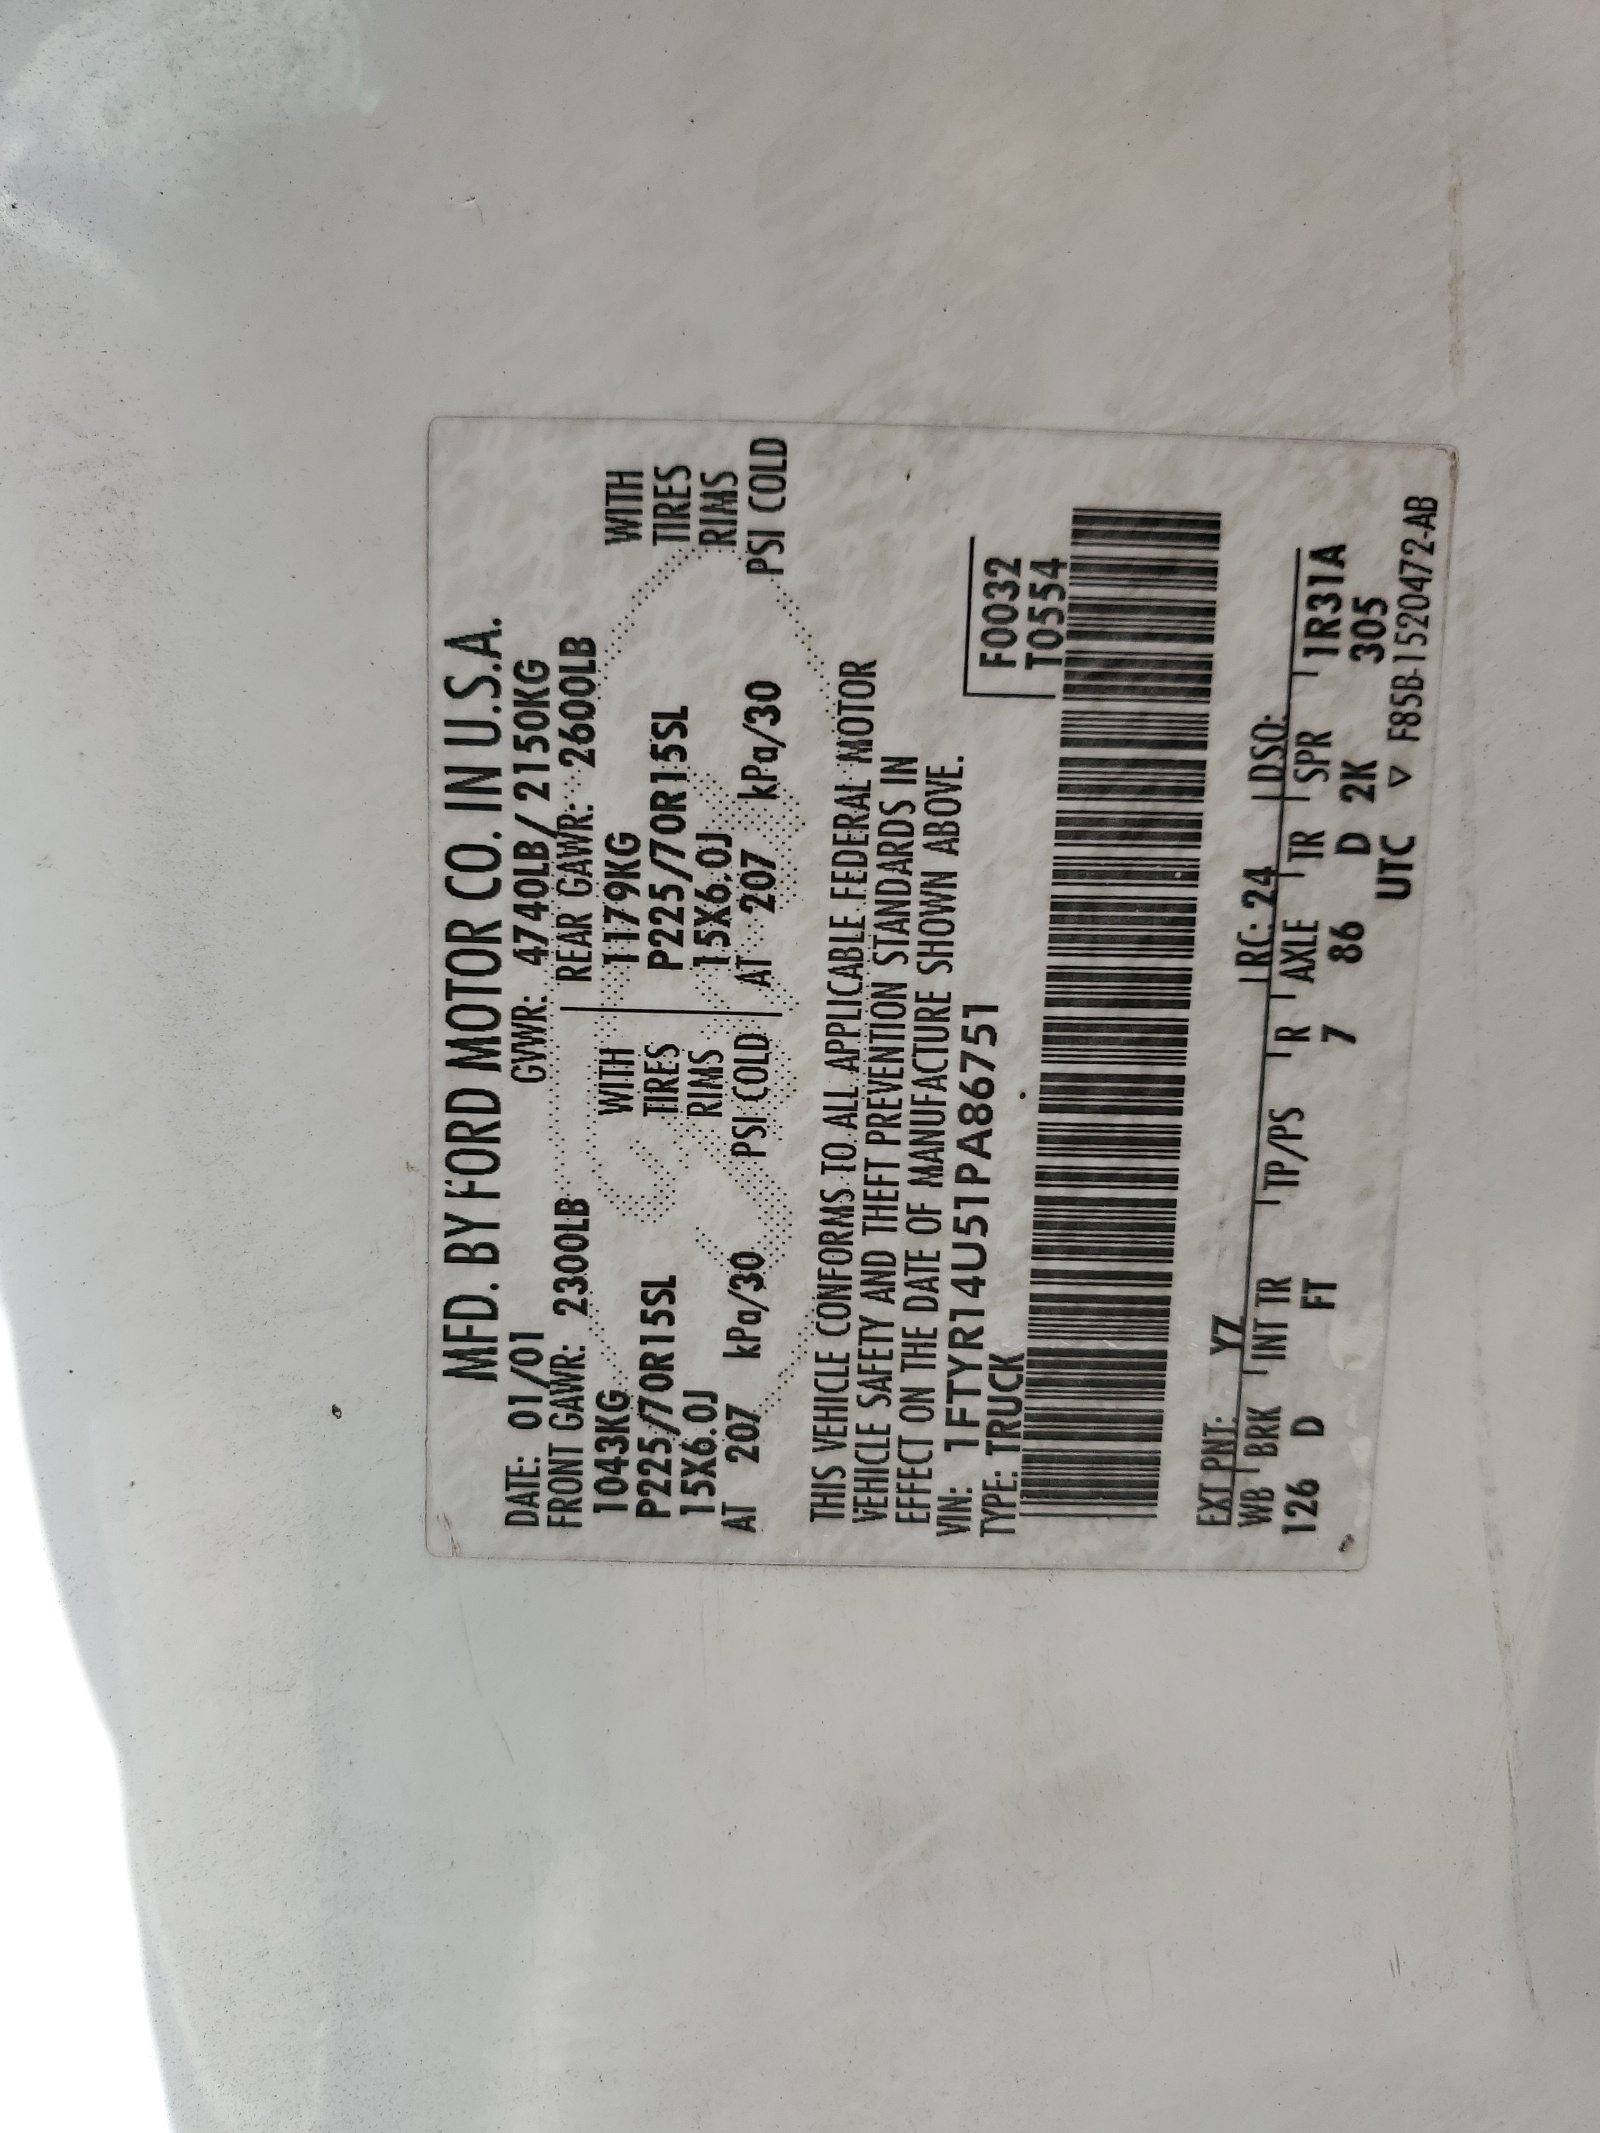 MFD. BY FORD MOTOR CO. IN U.S.A.
DATE: 01/01 GVWR: 4740LB/ 2150KG
FRONT GAWR: 2300LB REAR GAWR: 2600LB
1043KG WITH 1179KG WITH
P225/70R15SL TIRES P225/70R15SL TIRES
15X6.0J RIMS 15X6.0J RIMS
AT 207 kPa/30 PSI COLD AT 207 kPa/30 PSI COLD
THIS VEHICLE CONFORMS TO ALL APPLICABLE FEDERAL MOTOR
VEHICLE SAFETY AND THEFT PREVENTION STANDARDS IN
EFFECT ON THE DATE OF MANUFACTURE SHOWN ABOVE.
VIN: 1FTYR14U51PA86751 F0032
TYPE: TRUCK T0554
EXT PNT: YZ RC: 24 DSO:
WB BRK INT TR TP/PS R AXLE TR SPR 1R31A
126 D FT 7 86 D 2K 305
UTC ▽ F85B-1520472-AB